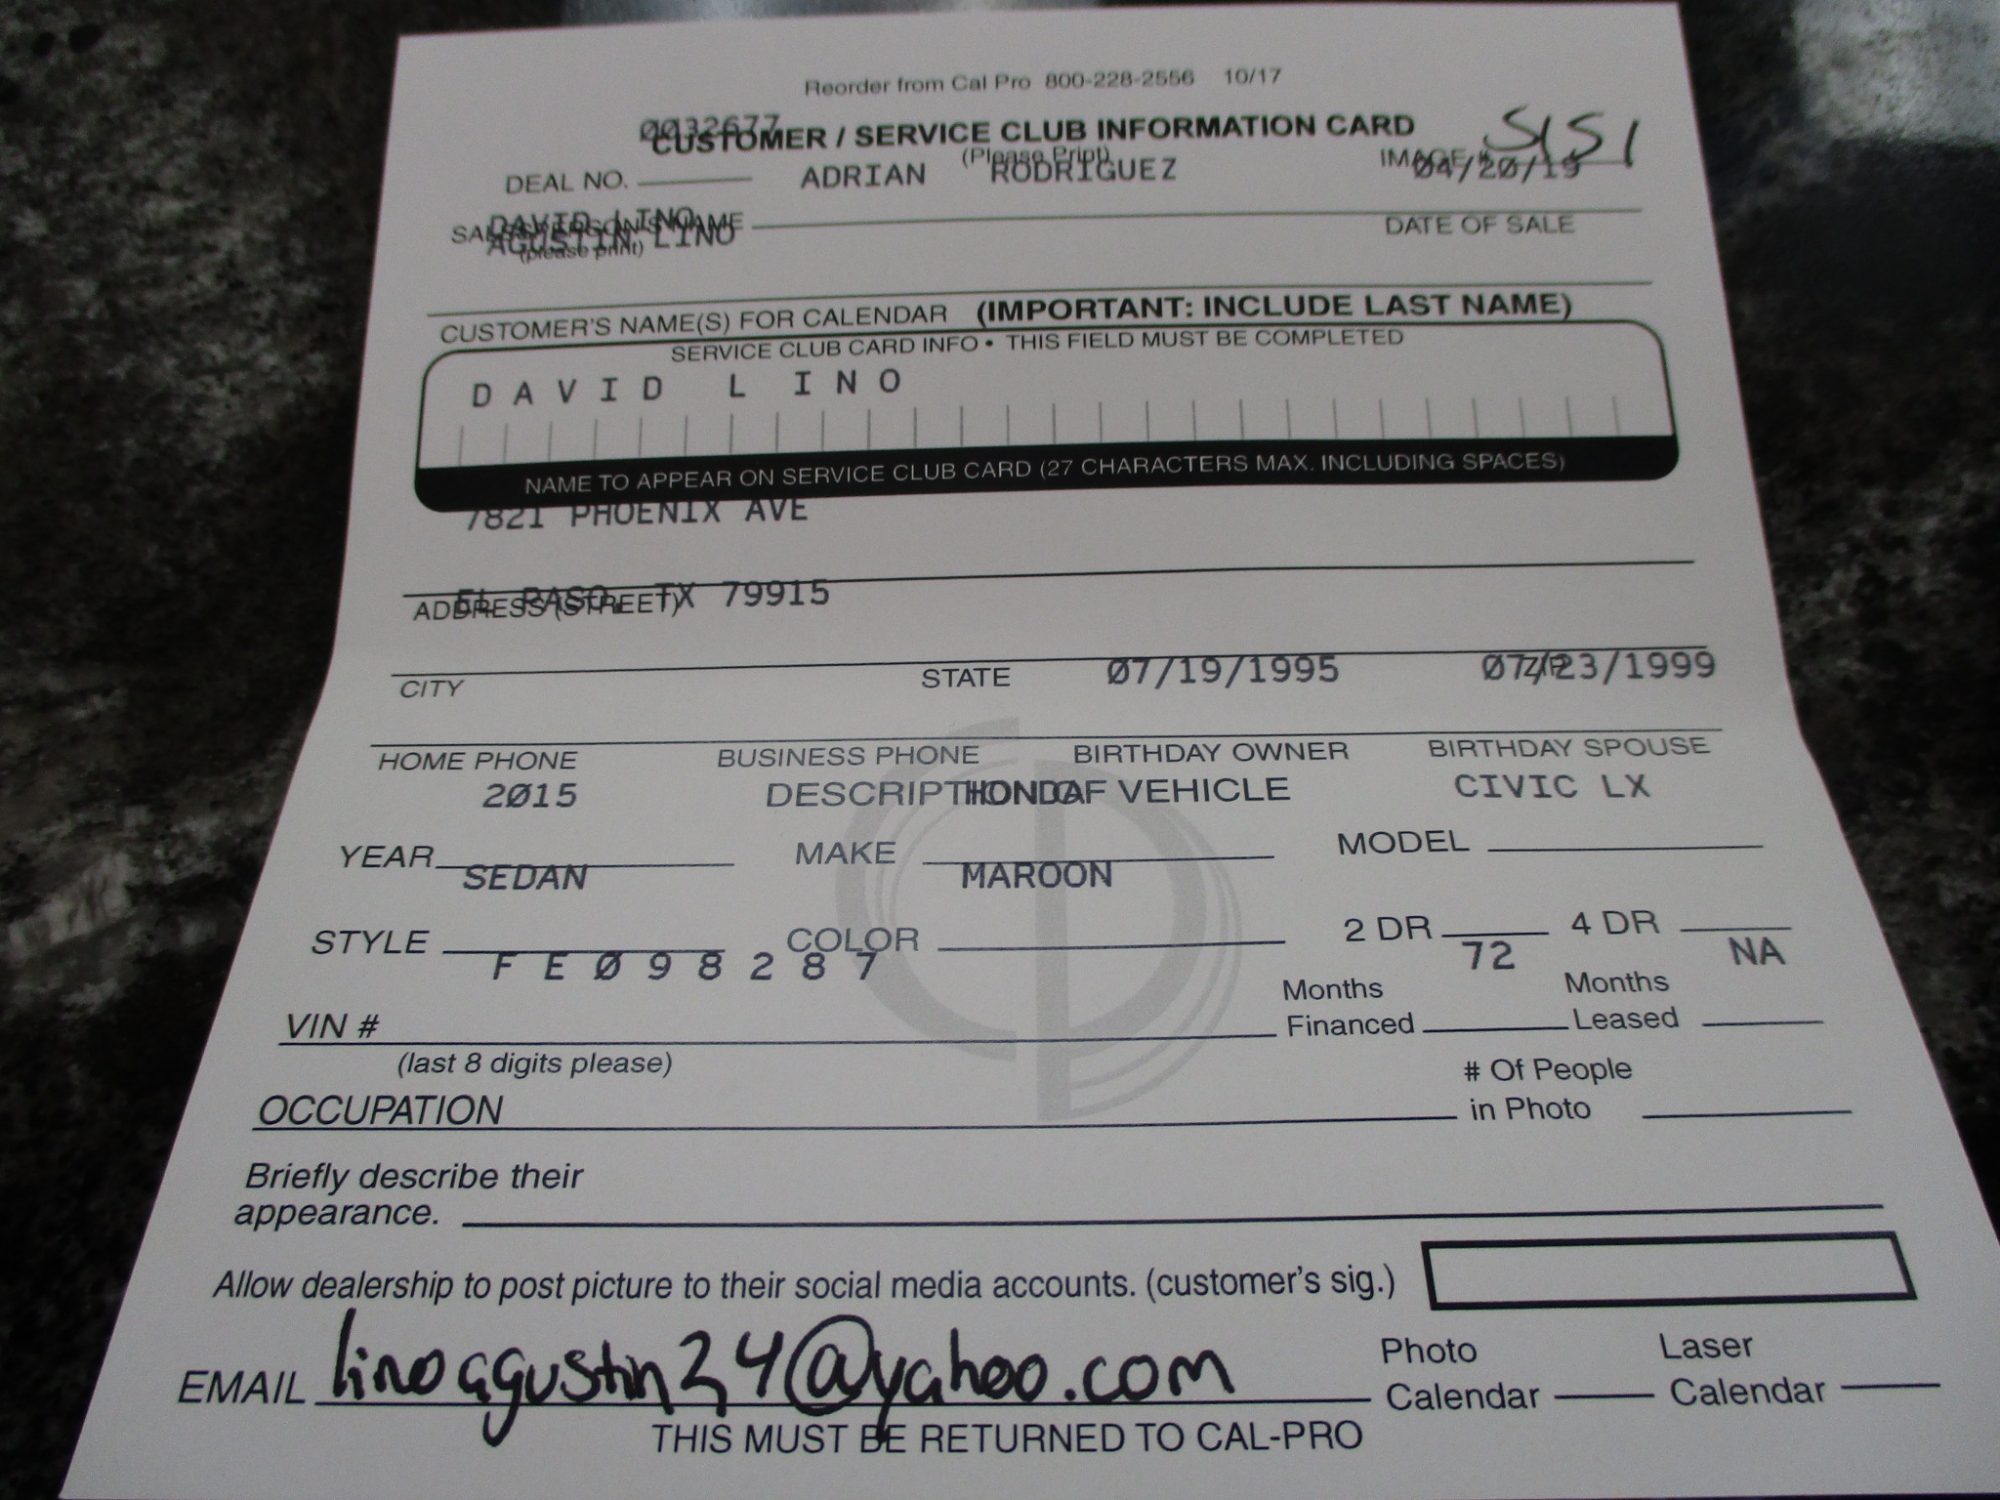 Reorder from Cal Pro 800-228-2556 10/17
0032677
CUSTOMER / SERVICE CLUB INFORMATION CARD
(Please Print)
IMAGE # 5151
DEAL NO. ADRIAN RODRIGUEZ 04/20/19
DAVID LINO
SALESPERSON'S NAME DATE OF SALE
AGUSTIN LINO
(please print)
CUSTOMER'S NAME(S) FOR CALENDAR (IMPORTANT: INCLUDE LAST NAME)
SERVICE CLUB CARD INFO • THIS FIELD MUST BE COMPLETED
DAVID LINO
NAME TO APPEAR ON SERVICE CLUB CARD (27 CHARACTERS MAX. INCLUDING SPACES)
7821 PHOENIX AVE
EL PASO, TX 79915
ADDRESS (STREET)
CITY STATE ZIP
07/19/1995 07/23/1999
HOME PHONE BUSINESS PHONE BIRTHDAY OWNER BIRTHDAY SPOUSE
DESCRIPTION OF VEHICLE
2015 HONDA CIVIC LX
YEAR MAKE MODEL
SEDAN MAROON
STYLE COLOR 2 DR 4 DR
FE098287 72 NA
VIN # Months Financed Months Leased
(last 8 digits please)
OCCUPATION # Of People in Photo
Briefly describe their
appearance.
Allow dealership to post picture to their social media accounts. (customer's sig.)
EMAIL linoagustin24@yahoo.com Photo Calendar Laser Calendar
THIS MUST BE RETURNED TO CAL-PRO